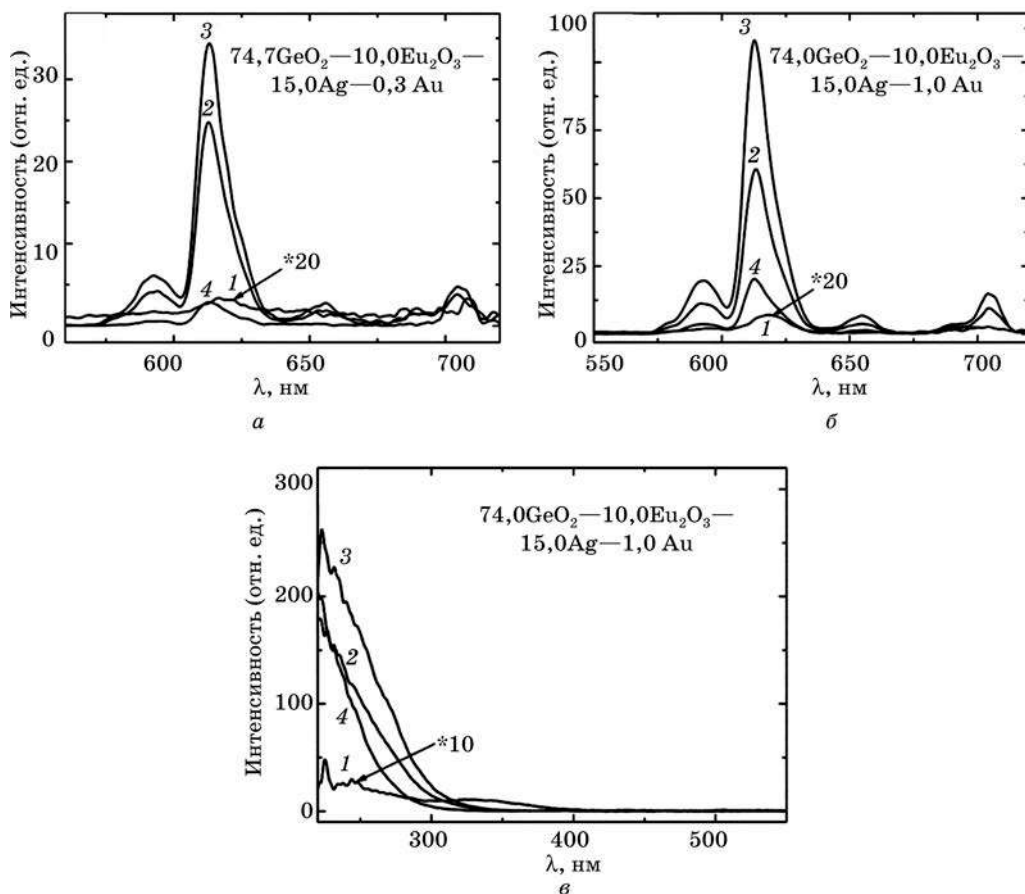 Интенсивность (отн. ед.)
30
20
10
0
3
74,7GeO₂—10,0Eu₂O₃—
15,0Ag—0,3 Au
2
*20
4
1
600
650
700
λ, нм
а
Интенсивность (отн. ед.)
100
75
50
25
0
3
74,0GeO₂—10,0Eu₂O₃—
15,0Ag—1,0 Au
2
4
*20
1
550
600
650
700
λ, нм
б
Интенсивность (отн. ед.)
300
200
100
0
74,0GeO₂—10,0Eu₂O₃—
15,0Ag—1,0 Au
3
2
4
*10
1
300
400
500
λ, нм
в